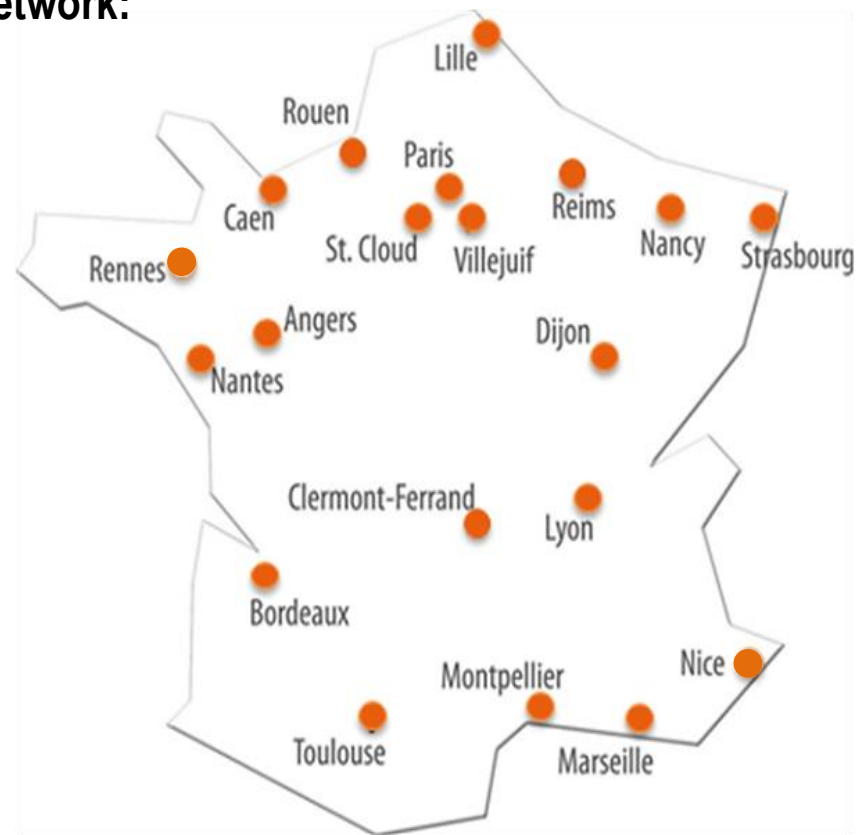 etwork:
Lille
Rouen
Paris
Caen
Reims
St. Cloud
Villejuif
Nancy
Strasbourg
Rennes
Angers
Dijon
Nantes
Clermont-Ferrand
Lyon
Bordeaux
Nice
Montpellier
Toulouse
Marseille